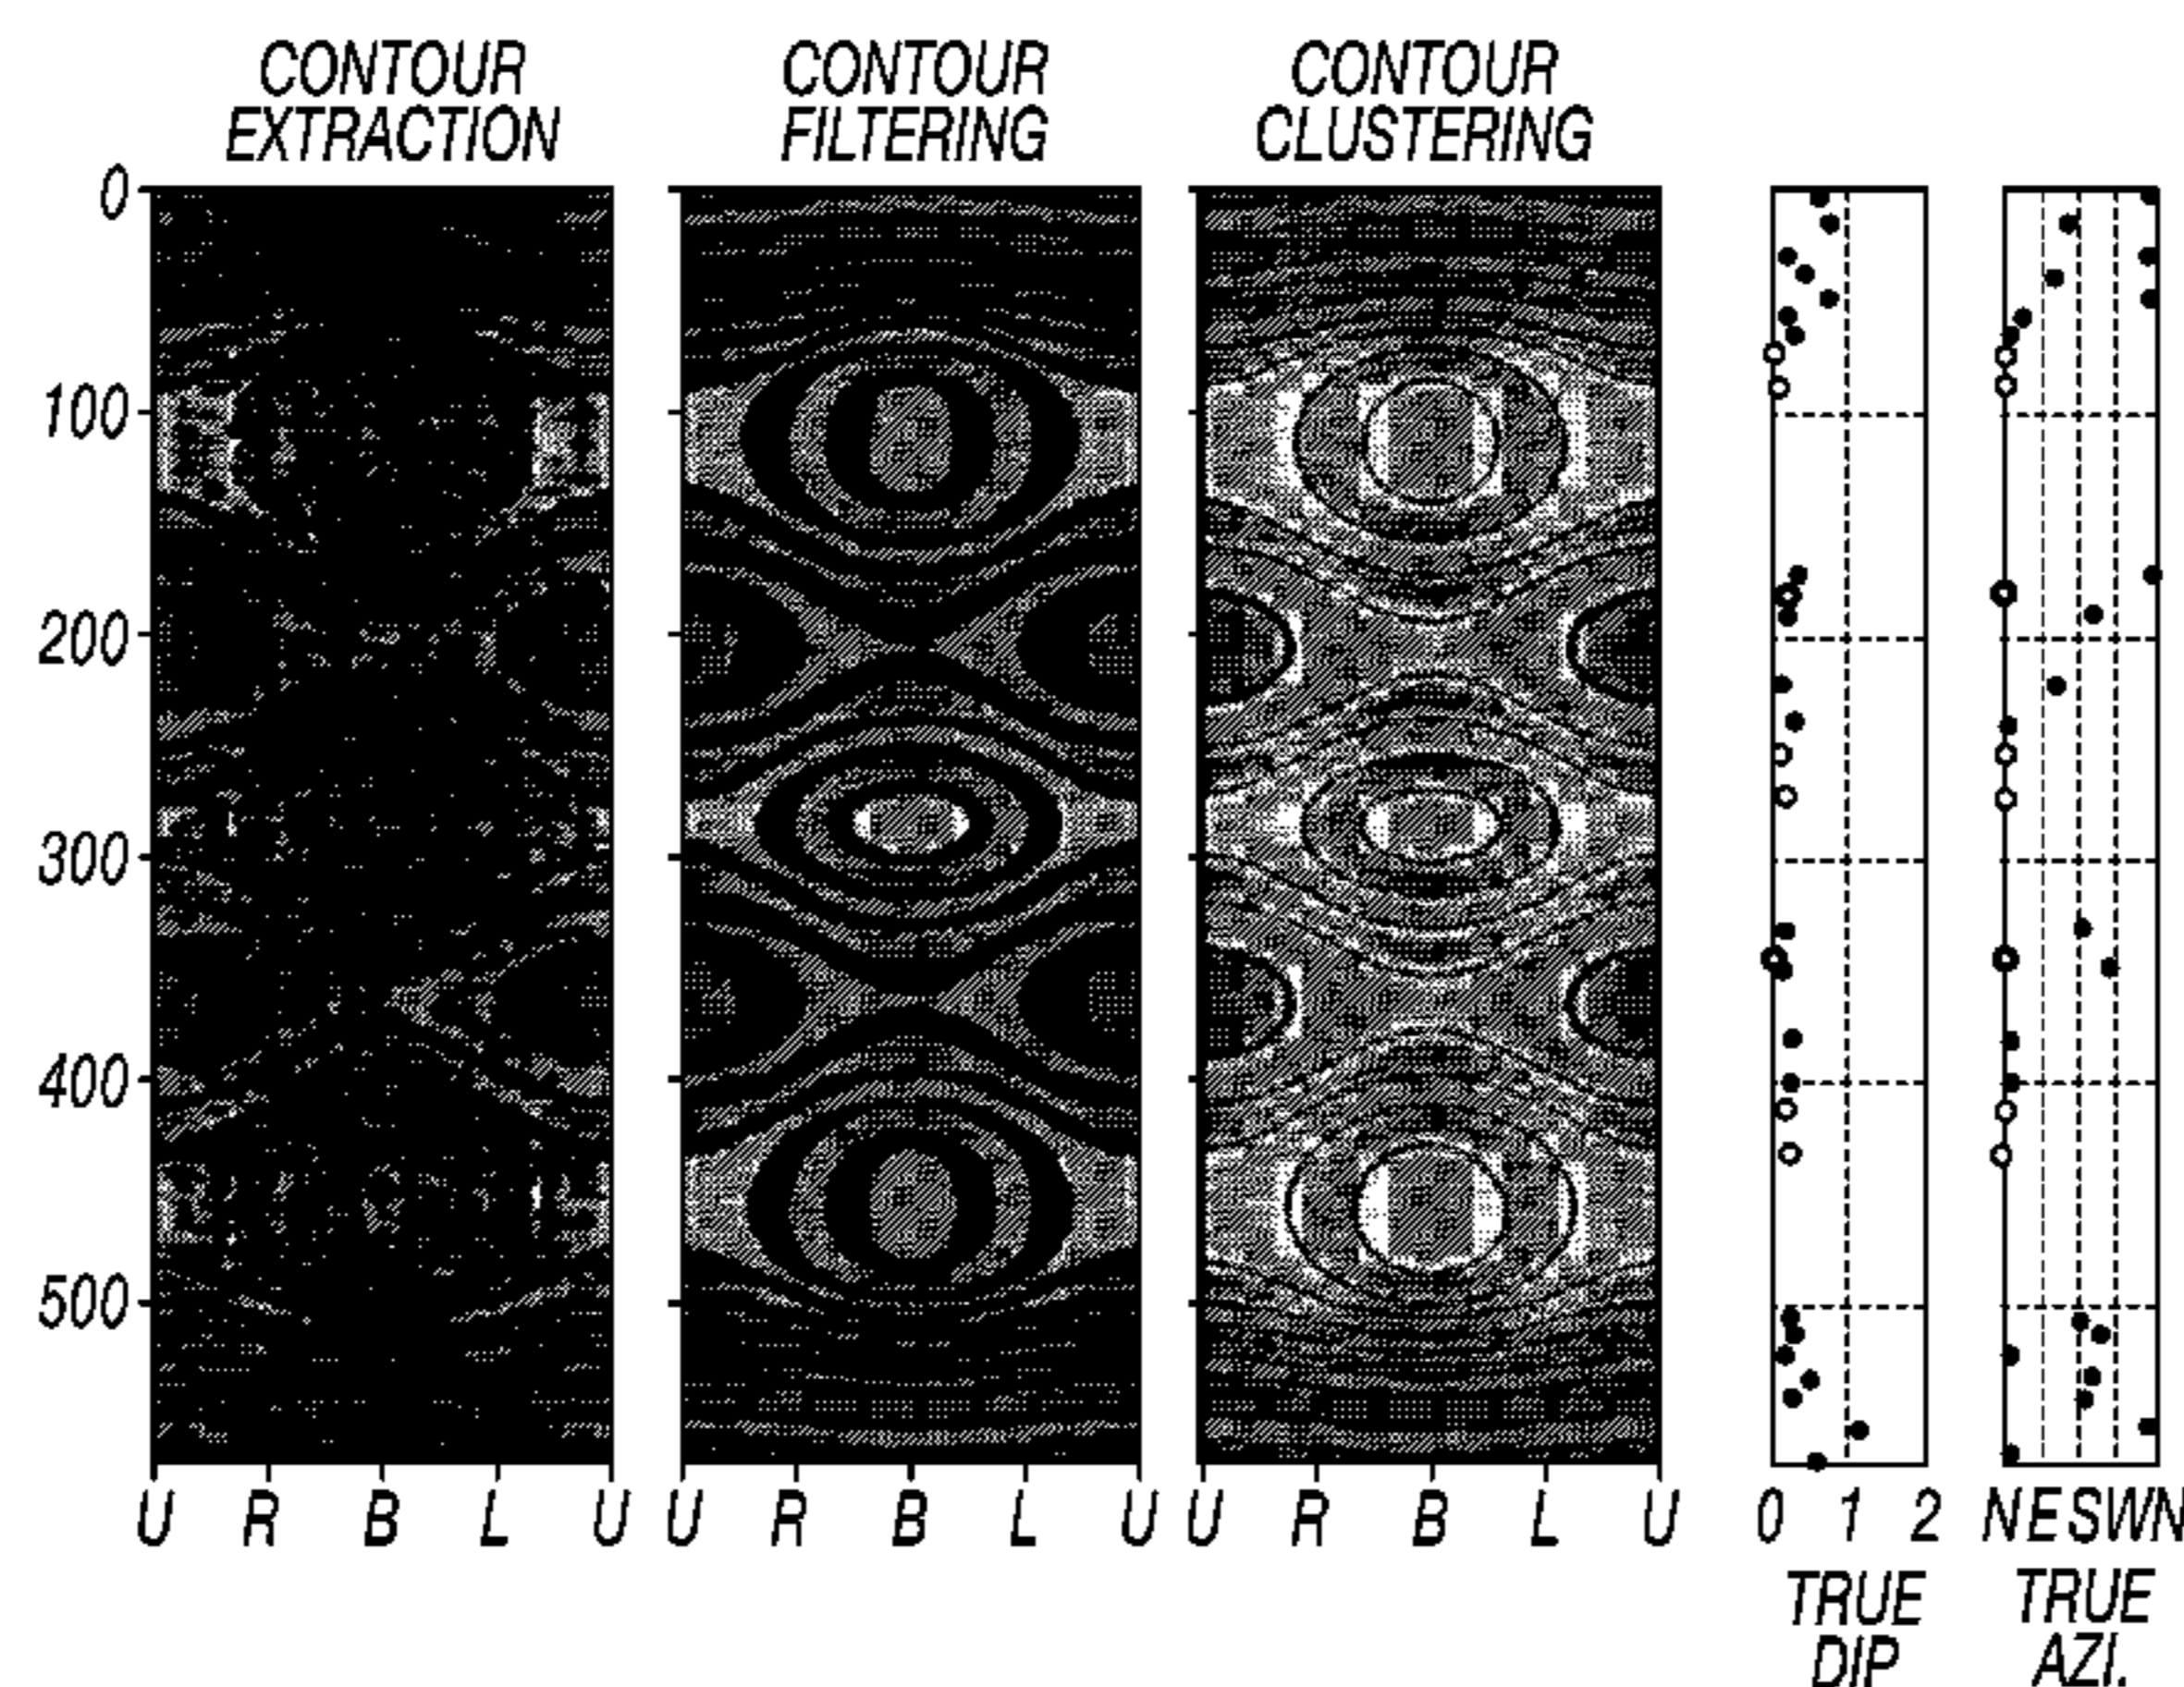 CONTOUR
EXTRACTION
CONTOUR
FILTERING
CONTOUR
CLUSTERING
0
100
200
300
400
500
U R B L U
U R B L U
U R B L U
0 1 2
TRUE
DIP
N E S W N
TRUE
AZI.